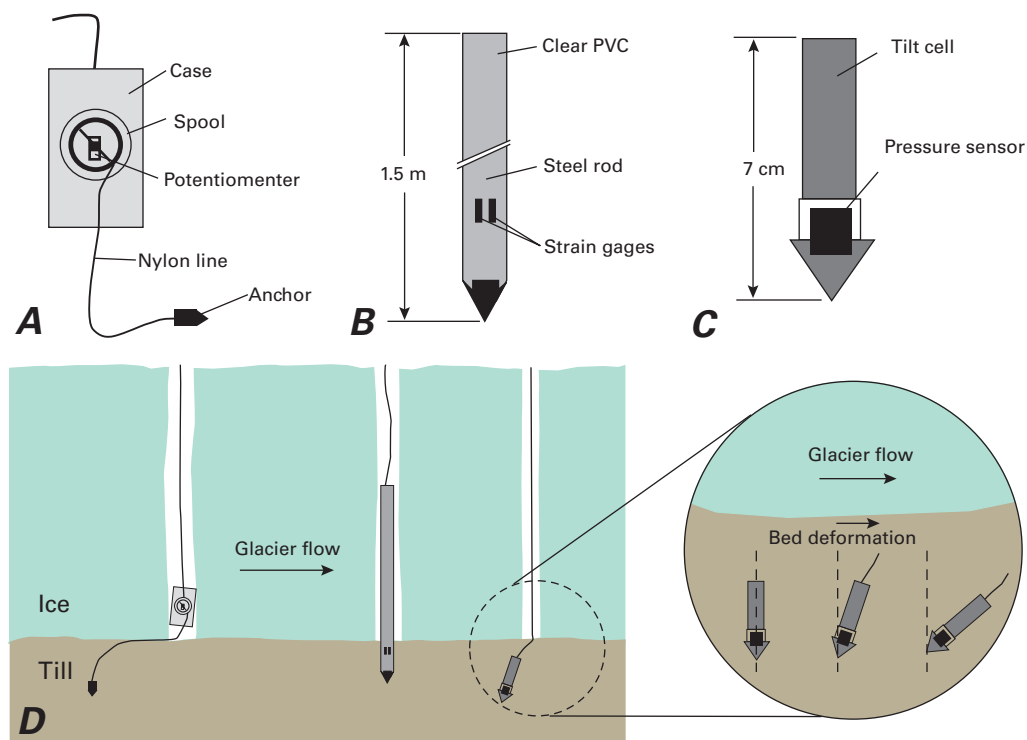 Case
Spool
Potentiomenter
Nylon line
Anchor
A
Clear PVC
1.5 m
Steel rod
Strain gages
B
Tilt cell
Pressure sensor
7 cm
C
Glacier flow
Ice
Till
D
Glacier flow
Bed deformation